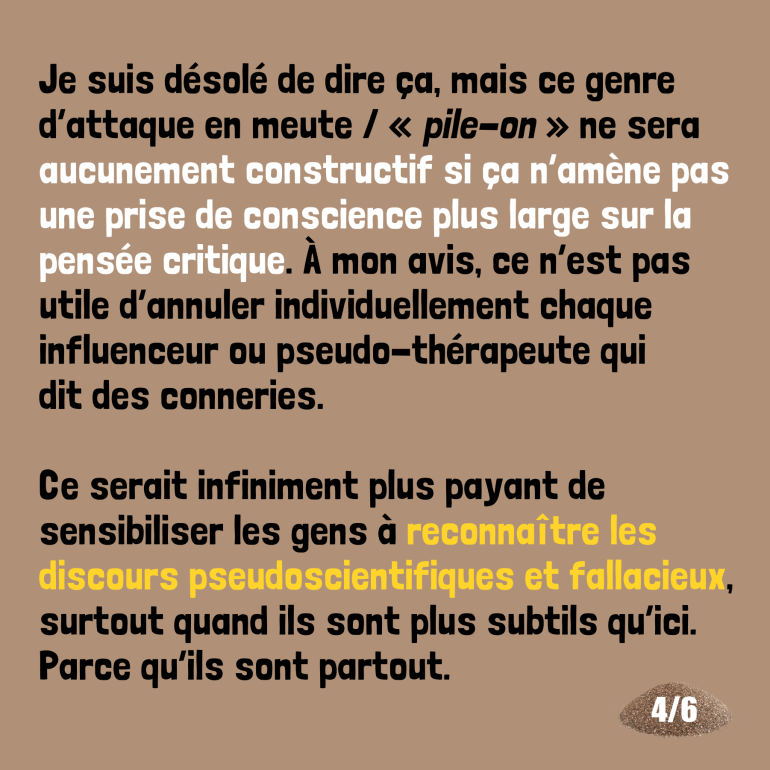 Je suis désolé de dire ça, mais ce genre
d'attaque en meute / « pile-on » ne sera
aucunement constructif si ça n'amène pas
une prise de conscience plus large sur la
pensée critique. À mon avis, ce n'est pas
utile d'annuler individuellement chaque
influenceur ou pseudo-thérapeute qui
dit des conneries.
Ce serait infiniment plus payant de
sensibiliser les gens à reconnaître les
discours pseudoscientifiques et fallacieux,
surtout quand ils sont plus subtils qu'ici.
Parce qu'ils sont partout.
4/6